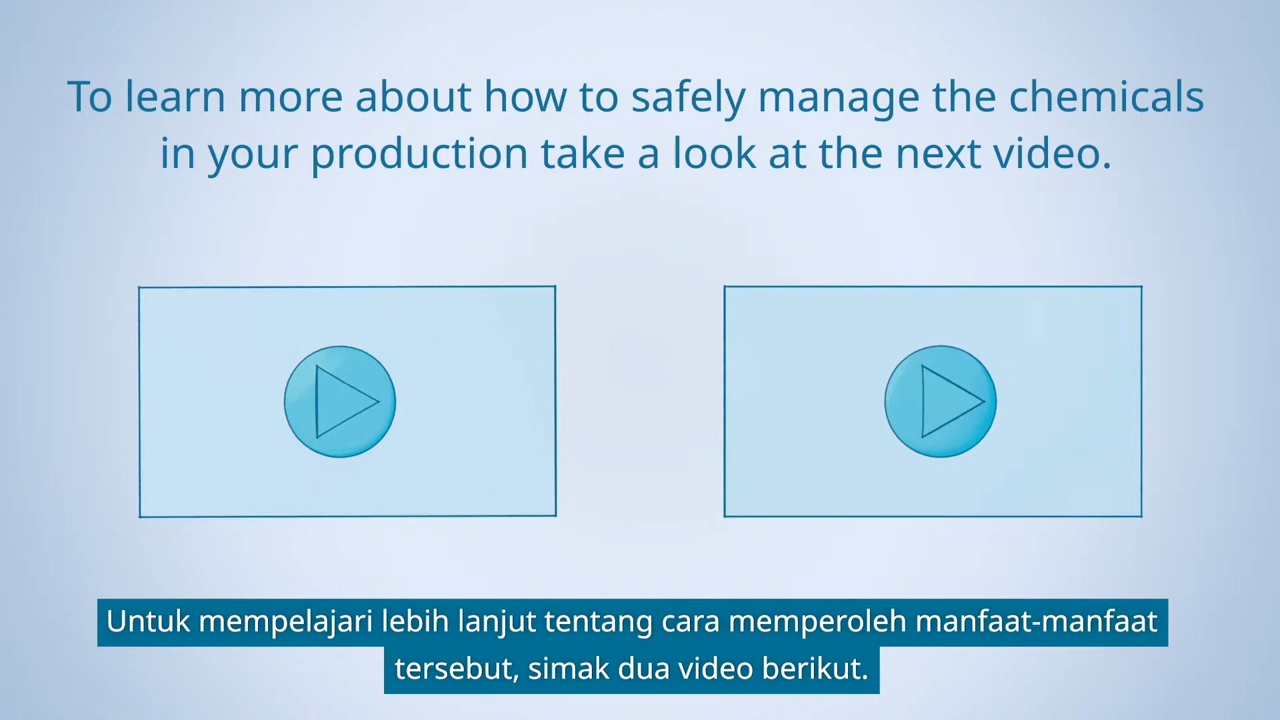 To learn more about how to safely manage the chemicals
in your production take a look at the next video.
Untuk mempelajari lebih lanjut tentang cara memperoleh manfaat-manfaat
tersebut, simak dua video berikut.